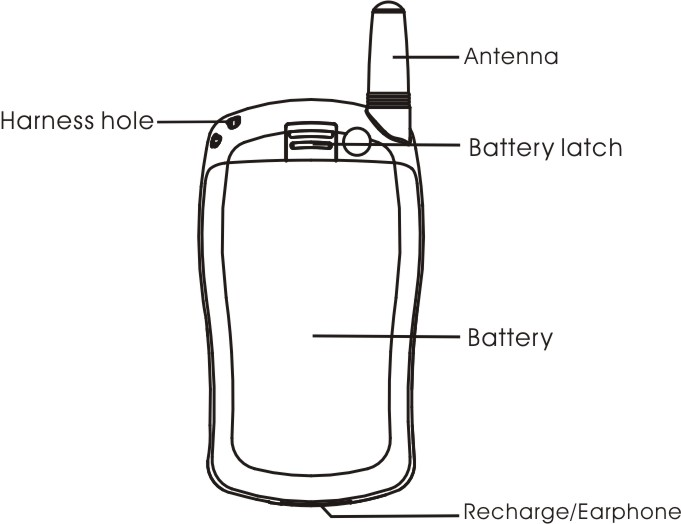 Antenna
Harness hole
Battery latch
Battery
Recharge/Earphone